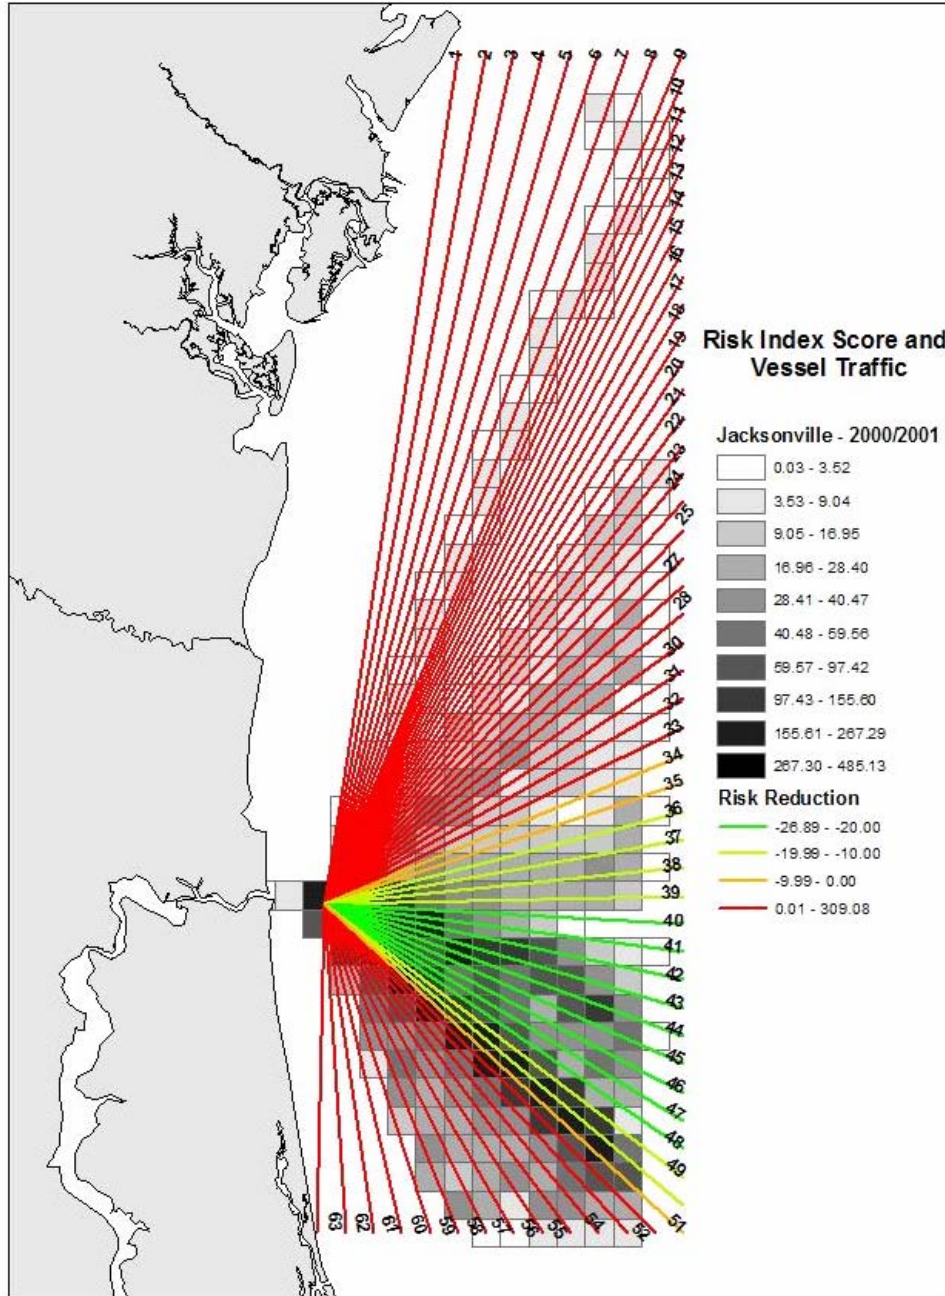 1 2 3 4 5 6 7 8 9
10
11
12
13
14
15
16
17
18
19
20
21
22
23
24
25
27
28
30
31
32
33
34
35
36
37
38
39
40
41
42
43
44
45
46
47
48
49
51
63 62 61 60 59 58 57 56 55 54 52
Risk Index Score and
Vessel Traffic
Jacksonville - 2000/2001
0.03 - 3.52
3.53 - 9.04
9.05 - 16.95
16.96 - 28.40
28.41 - 40.47
40.48 - 59.56
59.57 - 97.42
97.43 - 155.60
155.61 - 267.29
267.30 - 485.13
Risk Reduction
-26.89 - -20.00
-19.99 - -10.00
-9.99 - 0.00
0.01 - 309.08